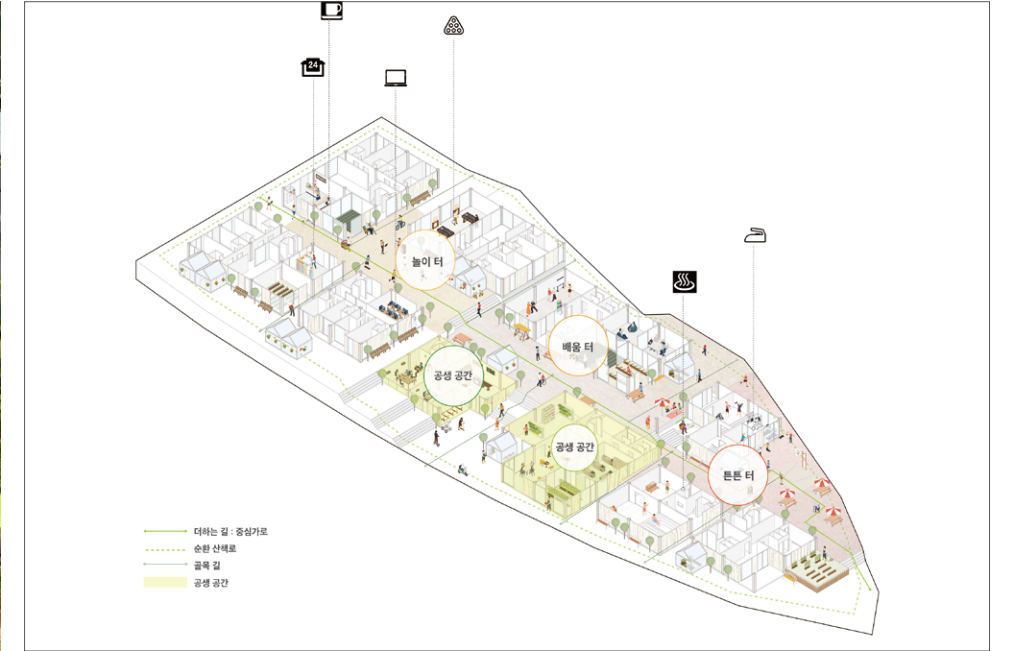 24
놀이 터
배움 터
공생 공간
공생 공간
튼튼 터
더하는 길 : 중심가로
순환 산책로
골목 길
공생 공간